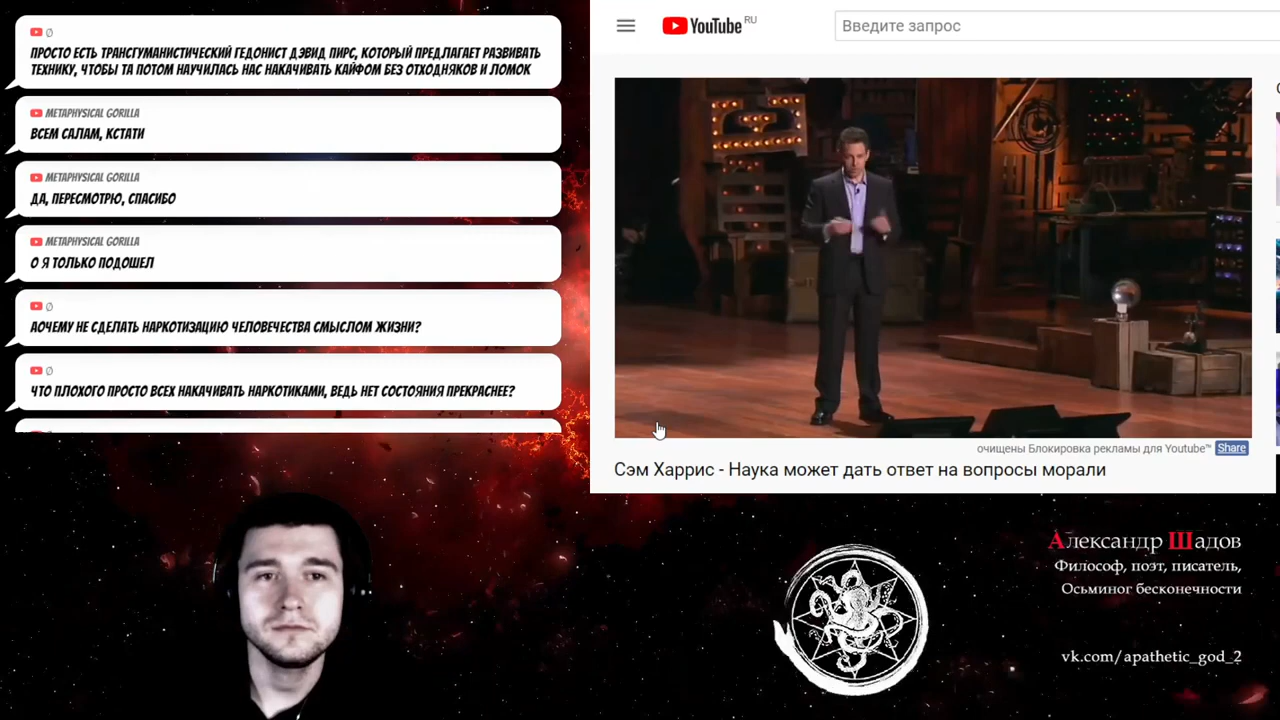 Ø
ПРОСТО ЕСТЬ ТРАНСГУМАНИСТИЧЕСКИЙ ГЕДОНИСТ ДЭВИД ПИРС, КОТОРЫЙ ПРЕДЛАГАЕТ РАЗВИВАТЬ
ТЕХНИКУ, ЧТОБЫ ТА ПОТОМ НАУЧИЛАСЬ НАС НАКАЧИВАТЬ КАЙФОМ БЕЗ ОТХОДНЯКОВ И ЛОМОК
METAPHYSICAL GORILLA
ВСЕМ САЛАМ, КСТАТИ
METAPHYSICAL GORILLA
ДА, ПЕРЕСМОТРЮ, СПАСИБО
METAPHYSICAL GORILLA
О Я ТОЛЬКО ПОДОШЕЛ
Ø
АОЧЕМУ НЕ СДЕЛАТЬ НАРКОТИЗАЦИЮ ЧЕЛОВЕЧЕСТВА СМЫСЛОМ ЖИЗНИ?
Ø
ЧТО ПЛОХОГО ПРОСТО ВСЕХ НАКАЧИВАТЬ НАРКОТИКАМИ, ВЕДЬ НЕТ СОСТОЯНИЯ ПРЕКРАСНЕЕ?
YouTube RU
Введите запрос
очищены Блокировка рекламы для Youtube™ Share
Сэм Харрис - Наука может дать ответ на вопросы морали
Александр Шадов
Философ, поэт, писатель,
Осьминог бесконечности
vk.com/apathetic_god_2